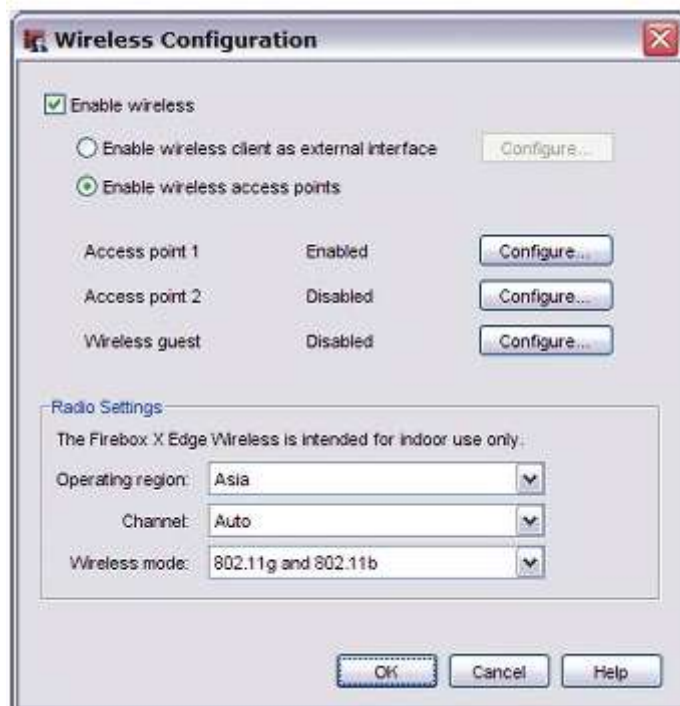 Wireless Configuration
Enable wireless
Enable wireless client as external interface Configure...
Enable wireless access points
Access point 1 Enabled Configure...
Access point 2 Disabled Configure...
Wireless guest Disabled Configure...
Radio Settings
The Firebox X Edge Wireless is intended for indoor use only.
Operating region: Asia
Channel: Auto
Wireless mode: 802.11g and 802.11b
OK Cancel Help